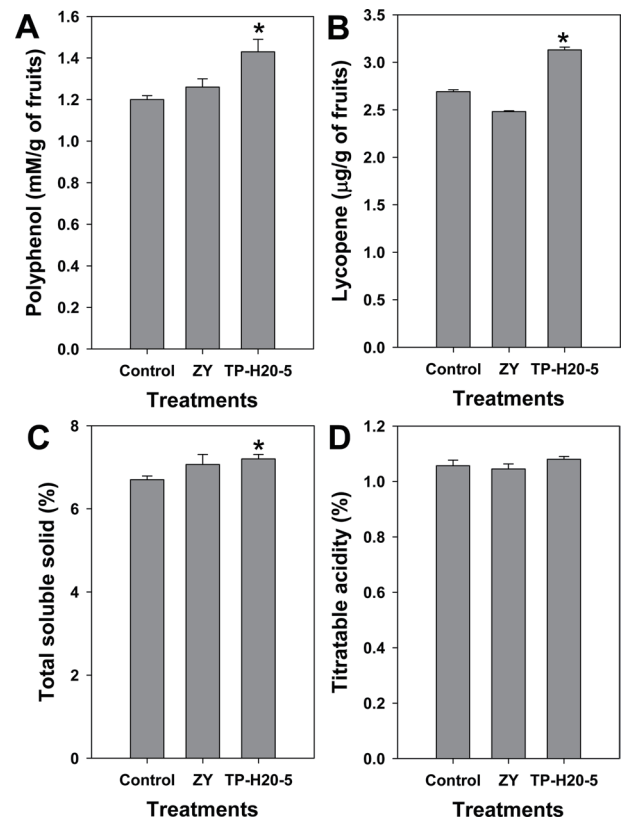 A
Polyphenol (mM/g of fruits)
1.6
1.4
1.2
1.0
0.8
0.6
0.4
0.2
0.0
*
Control ZY TP-H20-5
Treatments
B
Lycopene (µg/g of fruits)
3.5
3.0
2.5
2.0
1.5
1.0
0.5
0.0
*
Control ZY TP-H20-5
Treatments
C
Total soluble solid (%)
8
6
4
2
0
*
Control ZY TP-H20-5
Treatments
D
Titratable acidity (%)
1.2
1.0
0.8
0.6
0.4
0.2
0.0
Control ZY TP-H20-5
Treatments